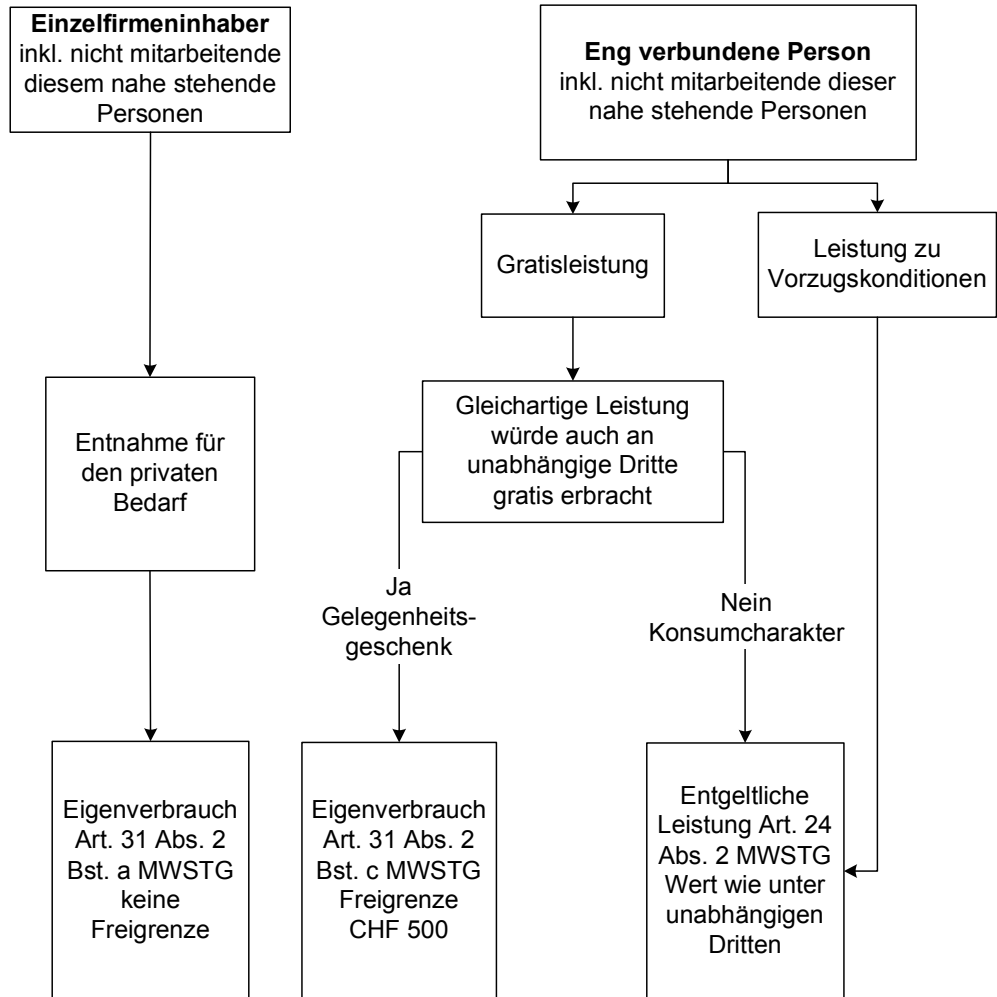 Einzelfirmeninhaber
inkl. nicht mitarbeitende
diesem nahe stehende
Personen
Eng verbundene Person
inkl. nicht mitarbeitende dieser
nahe stehende Personen
Gratisleistung
Leistung zu
Vorzugskonditionen
Entnahme für
den privaten
Bedarf
Gleichartige Leistung
würde auch an
unabhängige Dritte
gratis erbracht
Ja
Gelegenheits-
geschenk
Nein
Konsumcharakter
Eigenverbrauch
Art. 31 Abs. 2
Bst. a MWSTG
keine
Freigrenze
Eigenverbrauch
Art. 31 Abs. 2
Bst. c MWSTG
Freigrenze
CHF 500
Entgeltliche
Leistung Art. 24
Abs. 2 MWSTG
Wert wie unter
unabhängigen
Dritten